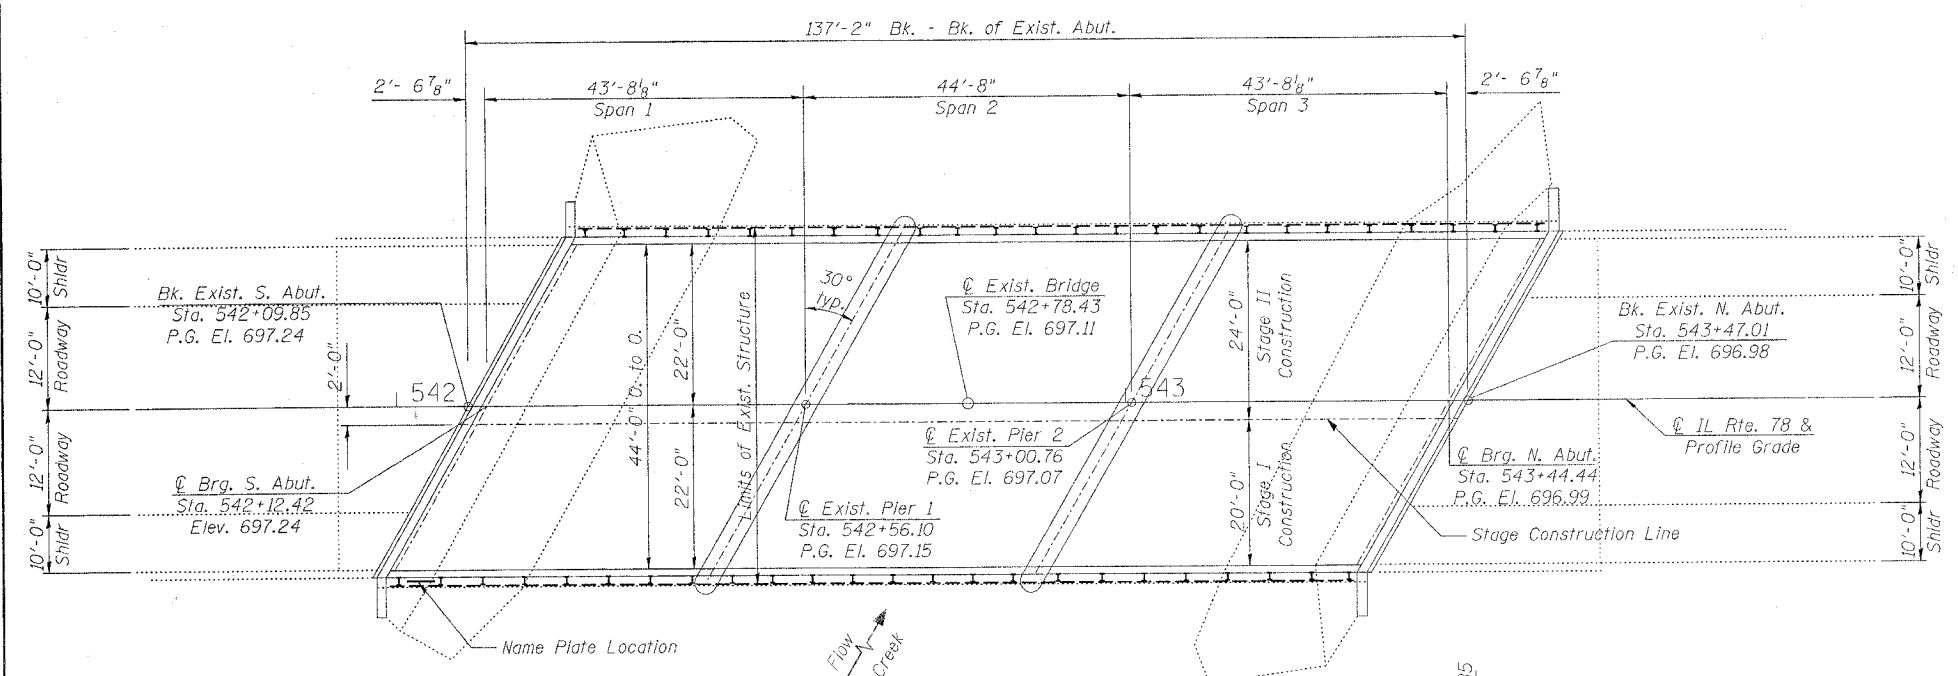 137'-2" Bk. - Bk. of Exist. Abut.
2'- 6 7/8"
43'-8 1/8"
Span 1
44'-8"
Span 2
43'-8 1/8"
Span 3
2'- 6 7/8"
10'-0"
Shldr
12'-0"
Roadway
12'-0"
Roadway
10'-0"
Shldr
Bk. Exist. S. Abut.
Sta. 542+09.85
P.G. El. 697.24
2'-0"
542
℄ Brg. S. Abut.
Sta. 542+12.42
Elev. 697.24
44'-0" O. to O.
22'-0"
22'-0"
Limits of Exist. Structure
30°
typ.
℄ Exist. Bridge
Sta. 542+78.43
P.G. El. 697.11
℄ Exist. Pier 1
Sta. 542+56.10
P.G. El. 697.15
℄ Exist. Pier 2
Sta. 543+00.76
P.G. El. 697.07
543
24'-0"
Stage II
Construction
20'-0"
Stage I
Construction
Bk. Exist. N. Abut.
Sta. 543+47.01
P.G. El. 696.98
℄ IL Rte. 78 &
Profile Grade
℄ Brg. N. Abut.
Sta. 543+44.44
P.G. El. 696.99
Stage Construction Line
10'-0"
Shldr
12'-0"
Roadway
12'-0"
Roadway
10'-0"
Shldr
Name Plate Location
Flow
Creek